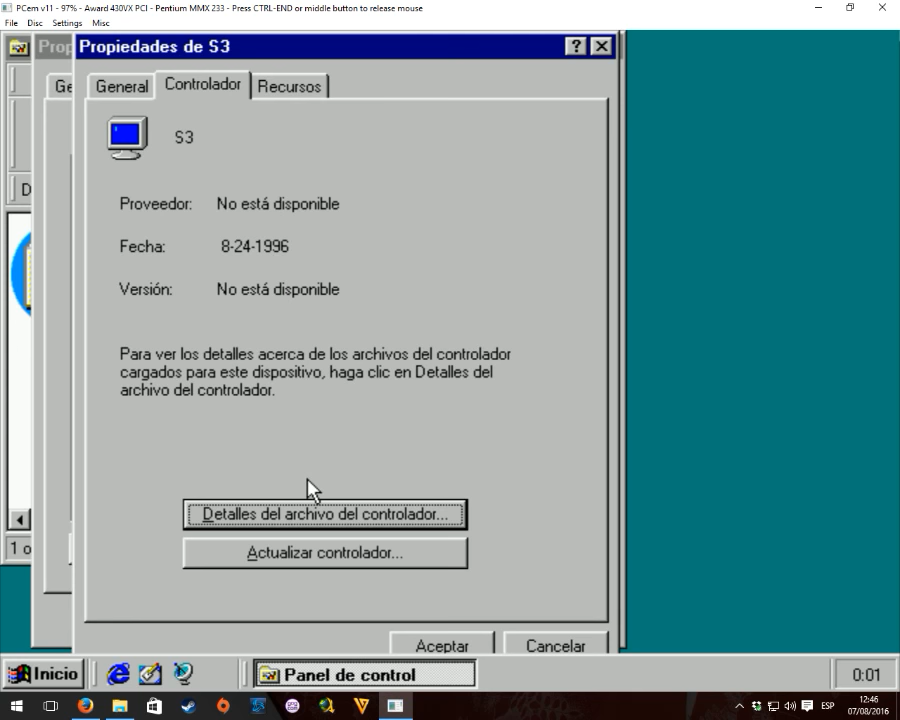 PCem v11 - 97% - Award 430VX PCI - Pentium MMX 233 - Press CTRL-END or middle button to release mouse
File Disc Settings Misc
Prop
Propiedades de S3
Ge
General Controlador Recursos
S3
D
Proveedor: No está disponible
Fecha: 8-24-1996
Versión: No está disponible
Para ver los detalles acerca de los archivos del controlador
cargados para este dispositivo, haga clic en Detalles del
archivo del controlador.
Detalles del archivo del controlador...
1 o
Actualizar controlador...
Aceptar Cancelar
Inicio Panel de control 0:01
ESP 12:46
07/08/2016